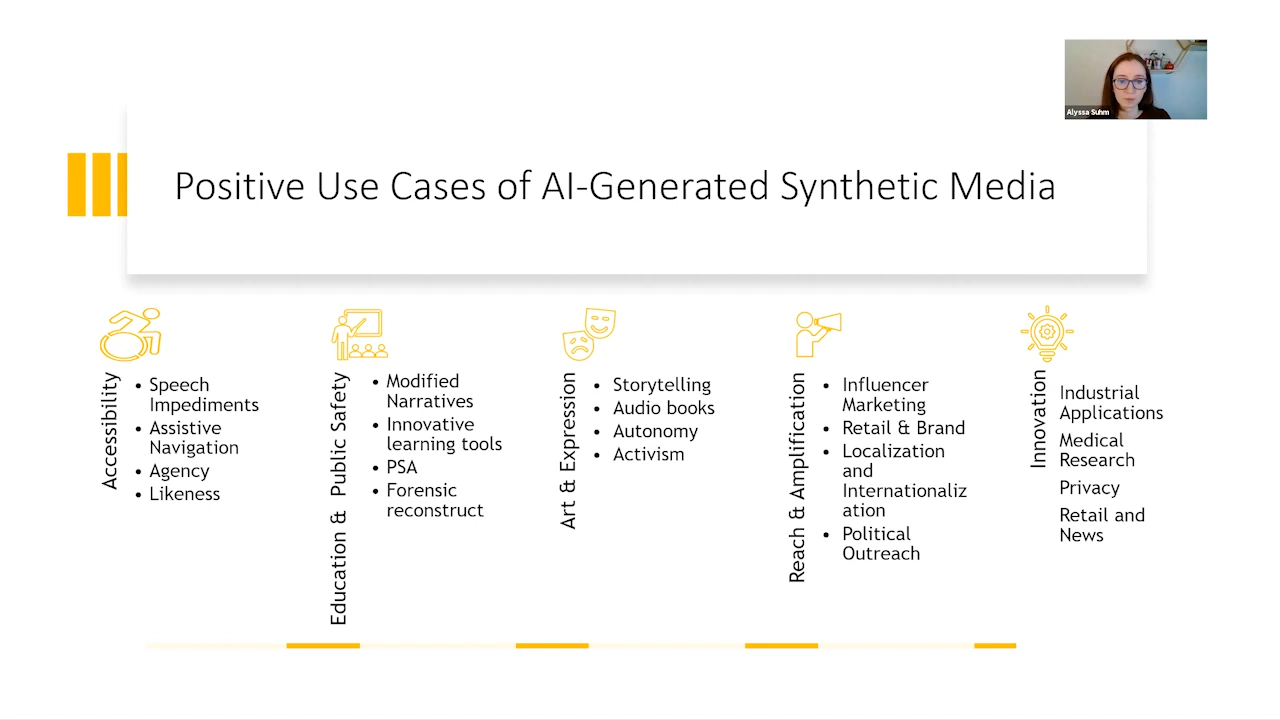 Alyssa Suhm
Positive Use Cases of AI-Generated Synthetic Media
Accessibility
• Speech
Impediments
• Assistive
Navigation
• Agency
• Likeness
Education & Public Safety
• Modified
Narratives
• Innovative
learning tools
• PSA
• Forensic
reconstruct
Art & Expression
• Storytelling
• Audio books
• Autonomy
• Activism
Reach & Amplification
• Influencer
Marketing
• Retail & Brand
• Localization
and
Internationaliz
ation
• Political
Outreach
Innovation
Industrial
Applications
Medical
Research
Privacy
Retail and
News